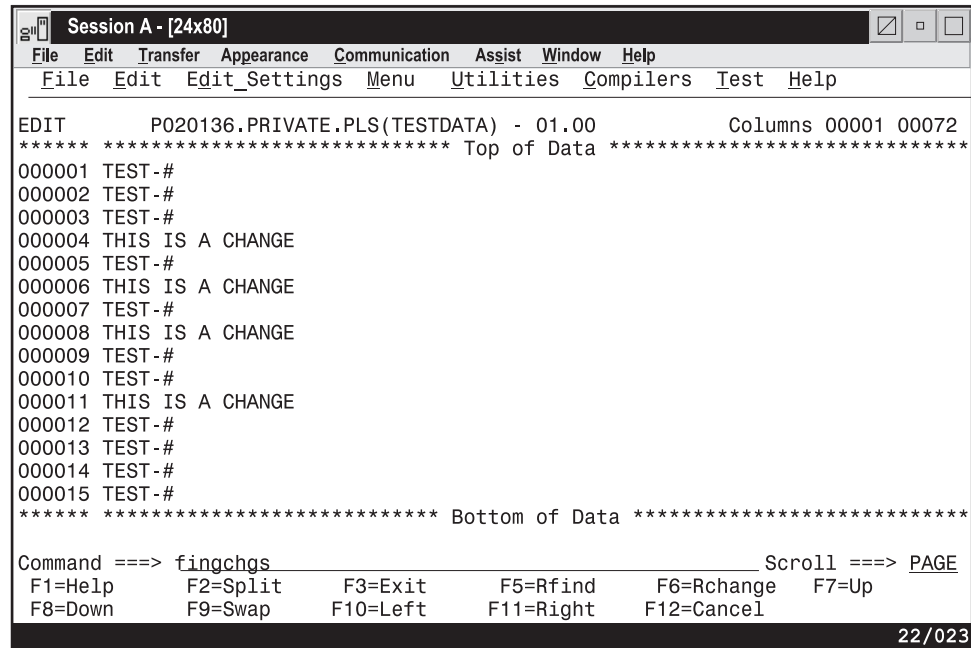 Session A - [24x80]
File Edit Transfer Appearance Communication Assist Window Help
File Edit Edit_Settings Menu Utilities Compilers Test Help
EDIT PO20136.PRIVATE.PLS(TESTDATA) - 01.00 Columns 00001 00072
****** ***************************** Top of Data ******************************
000001 TEST-#
000002 TEST-#
000003 TEST-#
000004 THIS IS A CHANGE
000005 TEST-#
000006 THIS IS A CHANGE
000007 TEST-#
000008 THIS IS A CHANGE
000009 TEST-#
000010 TEST-#
000011 THIS IS A CHANGE
000012 TEST-#
000013 TEST-#
000014 TEST-#
000015 TEST-#
****** **************************** Bottom of Data ****************************
Command ===> fingchgs Scroll ===> PAGE
F1=Help F2=Split F3=Exit F5=Rfind F6=Rchange F7=Up
F8=Down F9=Swap F10=Left F11=Right F12=Cancel
22/023